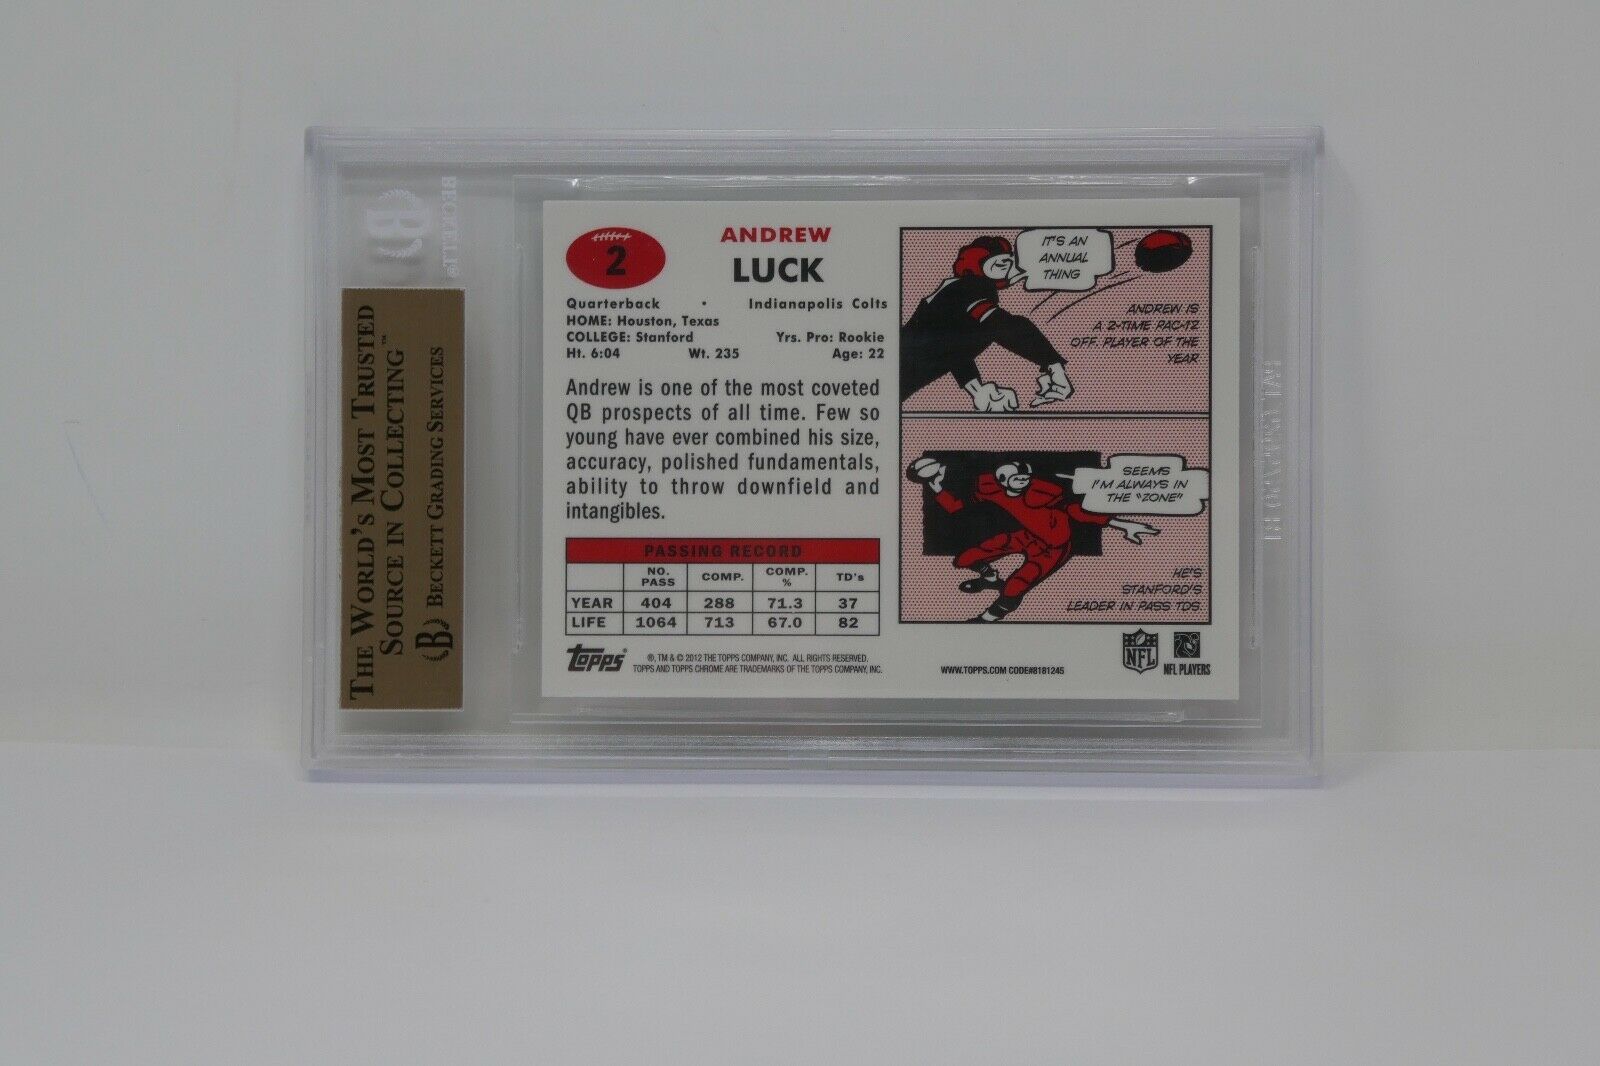 BECKETT®
B
THE WORLD'S MOST TRUSTED
SOURCE IN COLLECTING™
B BECKETT GRADING SERVICES
2
ANDREW
LUCK
Quarterback • Indianapolis Colts
HOME: Houston, Texas
COLLEGE: Stanford Yrs. Pro: Rookie
Ht. 6:04 Wt. 235 Age: 22
Andrew is one of the most coveted
QB prospects of all time. Few so
young have ever combined his size,
accuracy, polished fundamentals,
ability to throw downfield and
intangibles.
PASSING RECORD
NO. PASS COMP. COMP. % TD's
YEAR 404 288 71.3 37
LIFE 1064 713 67.0 82
Topps
®, TM & © 2012 THE TOPPS COMPANY, INC. ALL RIGHTS RESERVED.
TOPPS AND TOPPS CHROME ARE TRADEMARKS OF THE TOPPS COMPANY, INC.
IT'S AN
ANNUAL
THING
ANDREW IS
A 2-TIME PAC-12
OFF. PLAYER OF THE
YEAR
SEEMS
I'M ALWAYS IN
THE "ZONE"
HE'S
STANFORD'S
LEADER IN PASS TDS
WWW.TOPPS.COM CODE#8181245
NFL
NFL PLAYERS